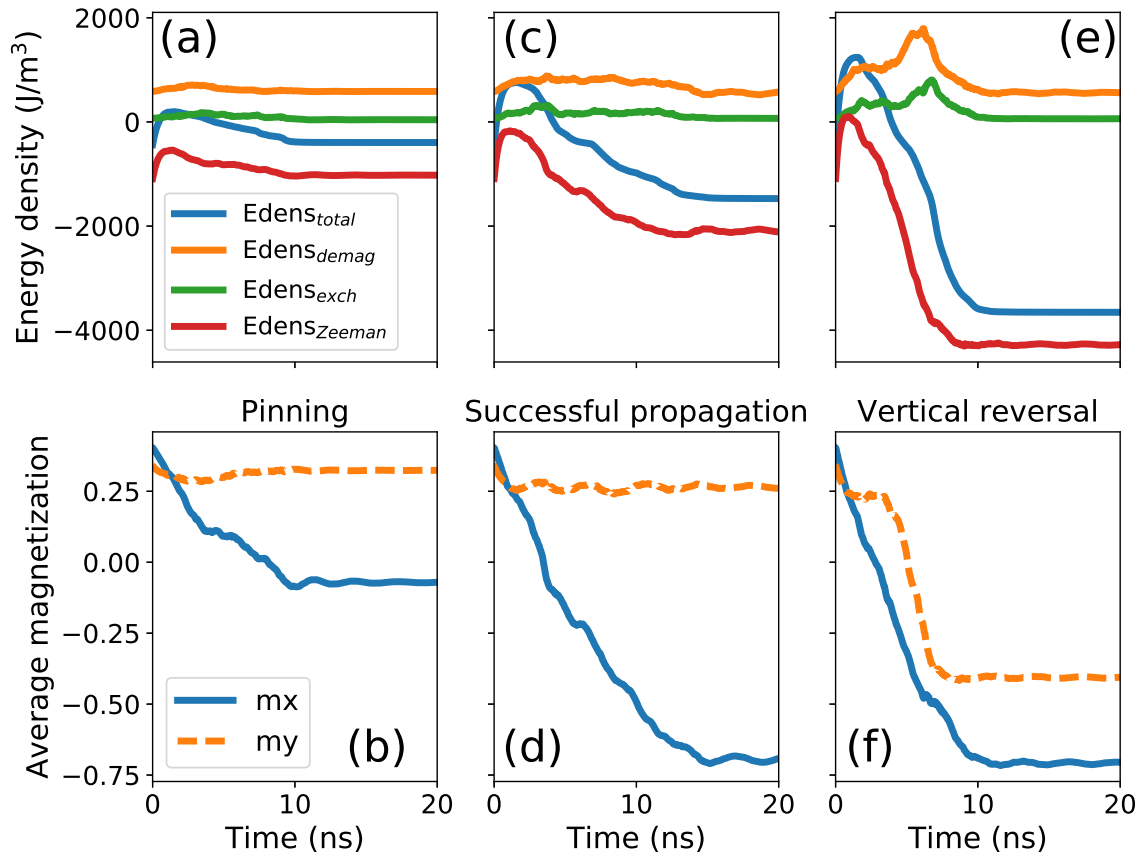 (a) (c) (e)
2000
0
−2000
−4000
Energy density (J/m³)
Edens_total
Edens_demag
Edens_exch
Edens_Zeeman
Pinning Successful propagation Vertical reversal
0.25
0.00
−0.25
−0.50
−0.75
Average magnetization
mx
my
(b) (d) (f)
0 10 20 0 10 20 0 10 20
Time (ns) Time (ns) Time (ns)